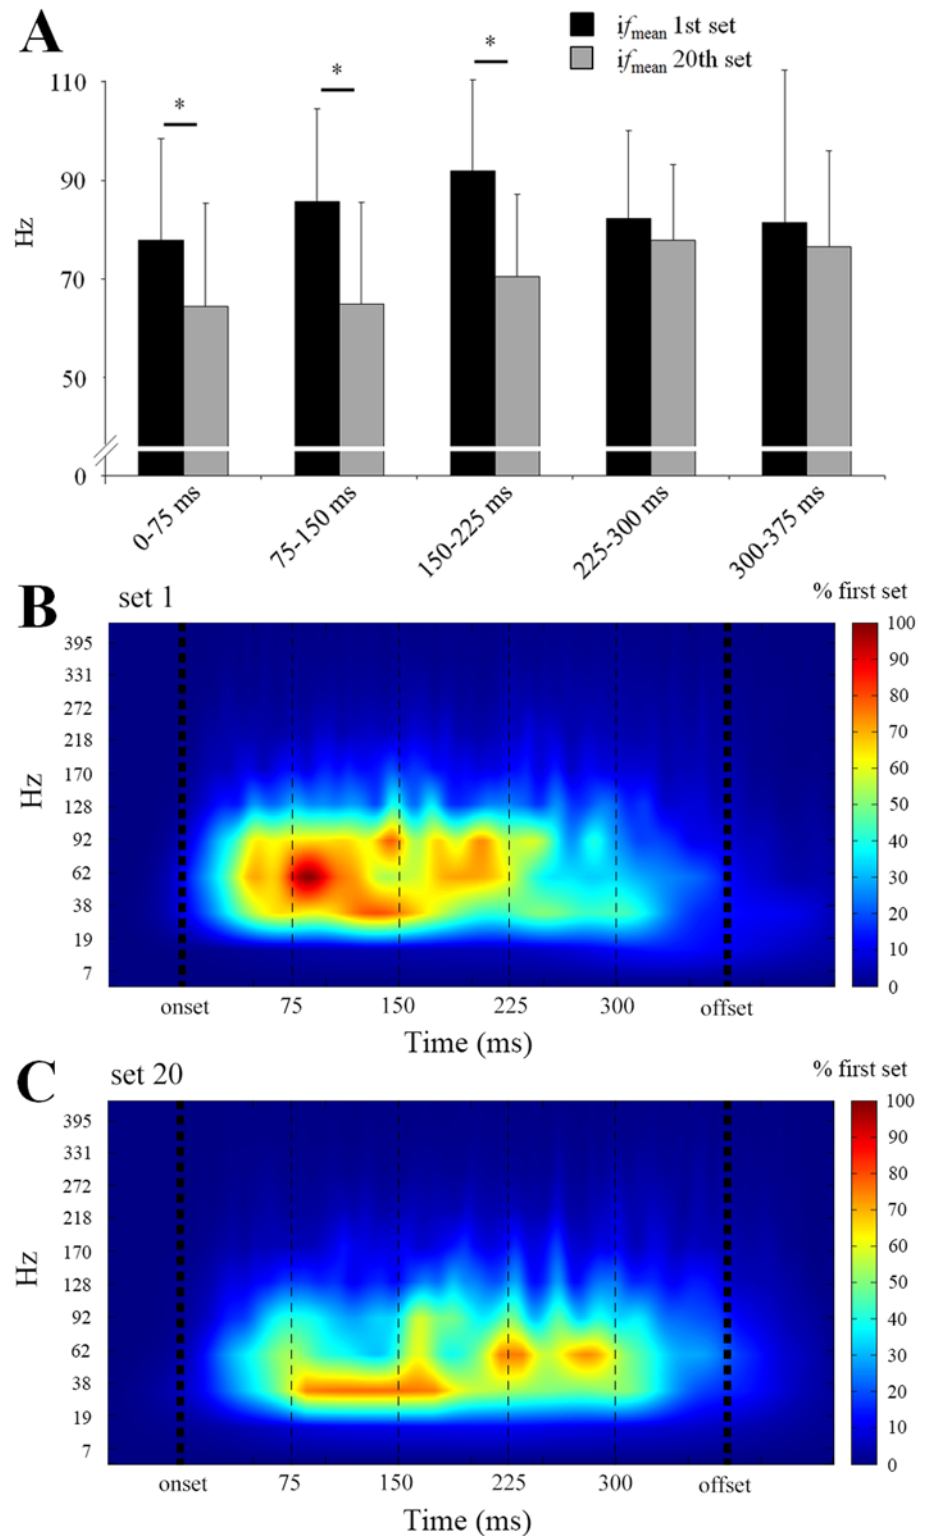 A
if mean 1st set
if mean 20th set
*
*
*
110
90
70
50
0
Hz
0-75 ms
75-150 ms
150-225 ms
225-300 ms
300-375 ms
B
set 1
% first set
Hz
395
331
272
218
170
128
92
62
38
19
7
100
90
80
70
60
50
40
30
20
10
0
onset
75
150
225
300
offset
Time (ms)
C
set 20
% first set
Hz
395
331
272
218
170
128
92
62
38
19
7
100
90
80
70
60
50
40
30
20
10
0
onset
75
150
225
300
offset
Time (ms)